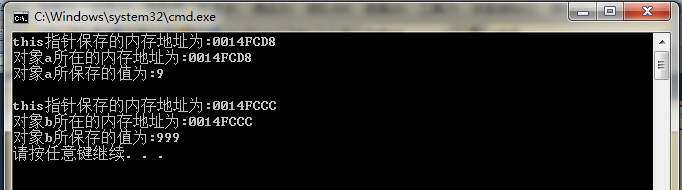 C:\Windows\system32\cmd.exe
this指针保存的内存地址为:0014FCD8
对象a所在的内存地址为:0014FCD8
对象a所保存的值为:9
this指针保存的内存地址为:0014FCCC
对象b所在的内存地址为:0014FCCC
对象b所保存的值为:999
请按任意键继续. . .